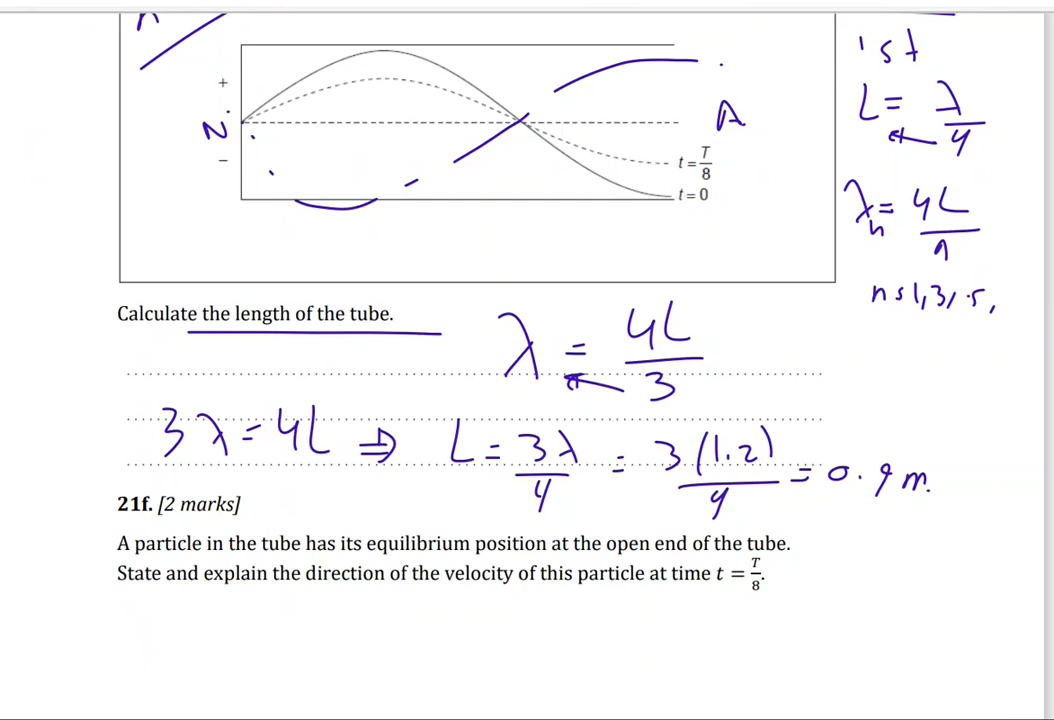 'st
+
L = λ/4
N
A
−
t = T/8
t = 0
λn = 4L/n
n = 1, 3, 5,
Calculate the length of the tube.
λ = 4L/3
3λ = 4L ⇒ L = 3λ/4 = 3(1.2)/4 = 0.9 m.
21f. [2 marks]
A particle in the tube has its equilibrium position at the open end of the tube.
State and explain the direction of the velocity of this particle at time t = T/8.